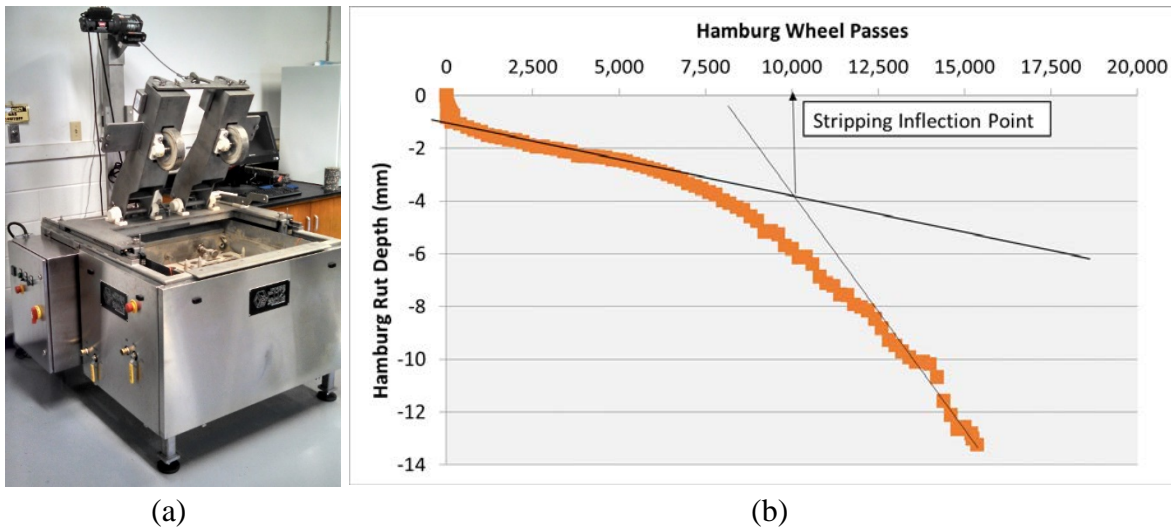 Hamburg Wheel Passes
0 2,500 5,000 7,500 10,000 12,500 15,000 17,500 20,000
0
Stripping Inflection Point
-2
-4
-6
-8
-10
-12
-14
Hamburg Rut Depth (mm)
(a) (b)